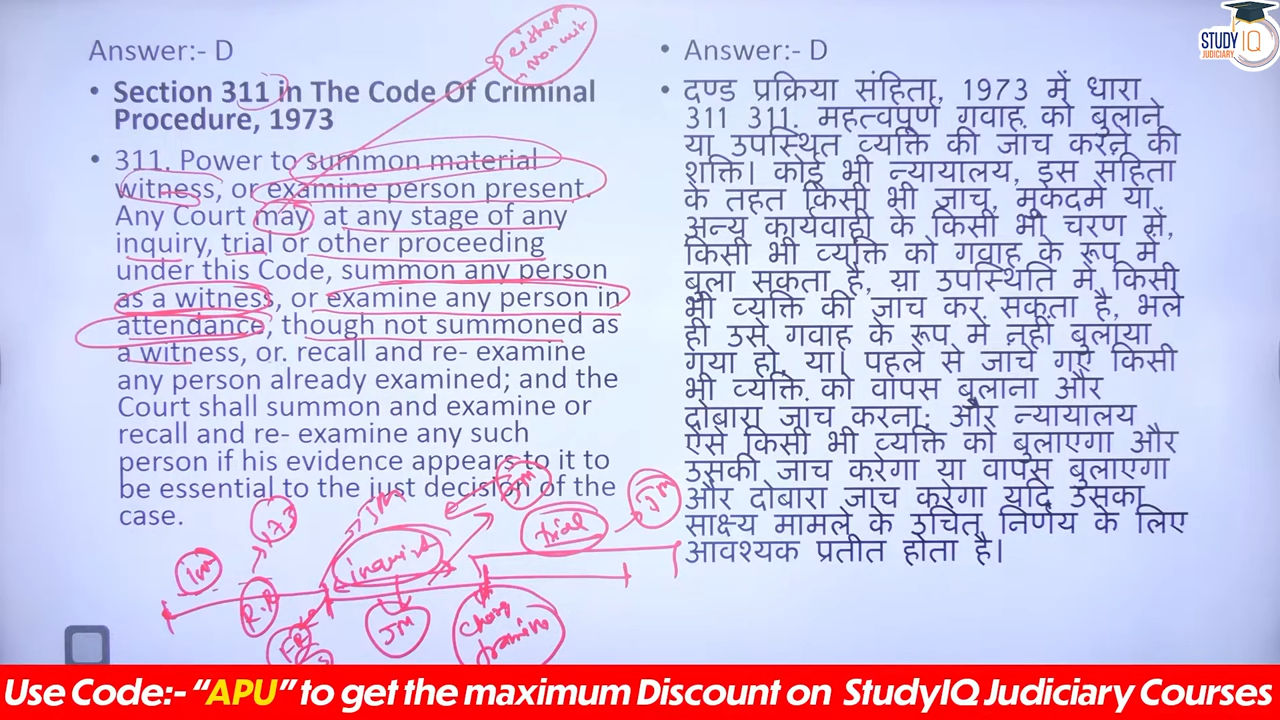 Answer:- D
• Section 311 in The Code Of Criminal
Procedure, 1973
• 311. Power to summon material
witness, or examine person present.
Any Court may at any stage of any
inquiry, trial or other proceeding
under this Code, summon any person
as a witness, or examine any person in
attendance, though not summoned as
a witness, or. recall and re- examine
any person already examined; and the
Court shall summon and examine or
recall and re- examine any such
person if his evidence appears to it to
be essential to the just decision of the
case.
either
• Answer:- D
• दण्ड प्रक्रिया संहिता, 1973 में धारा
311 311. महत्वपूर्ण गवाह को बुलाने
या उपस्थित व्यक्ति की जांच करने की
शक्ति। कोई भी न्यायालय, इस संहिता
के तहत किसी भी जांच, मुकदमे या
अन्य कार्यवाही के किसी भी चरण में,
किसी भी व्यक्ति को गवाह के रूप में
बुला सकता है, या उपस्थिति में किसी
भी व्यक्ति की जांच कर सकता है, भले
ही उसे गवाह के रूप में नहीं बुलाया
गया हो, या। पहले से जांचे गए किसी
भी व्यक्ति को वापस बुलाना और
दोबारा जांच करना; और न्यायालय
ऐसे किसी भी व्यक्ति को बुलाएगा और
उसकी जांच करेगा या वापस बुलाएगा
और दोबारा जांच करेगा यदि उसका
साक्ष्य मामले के उचित निर्णय के लिए
आवश्यक प्रतीत होता है।
STUDY IQ
JUDICIARY
173
JM
JM
trial
JM
JM
Use Code:- “APU” to get the maximum Discount on StudyIQ Judiciary Courses